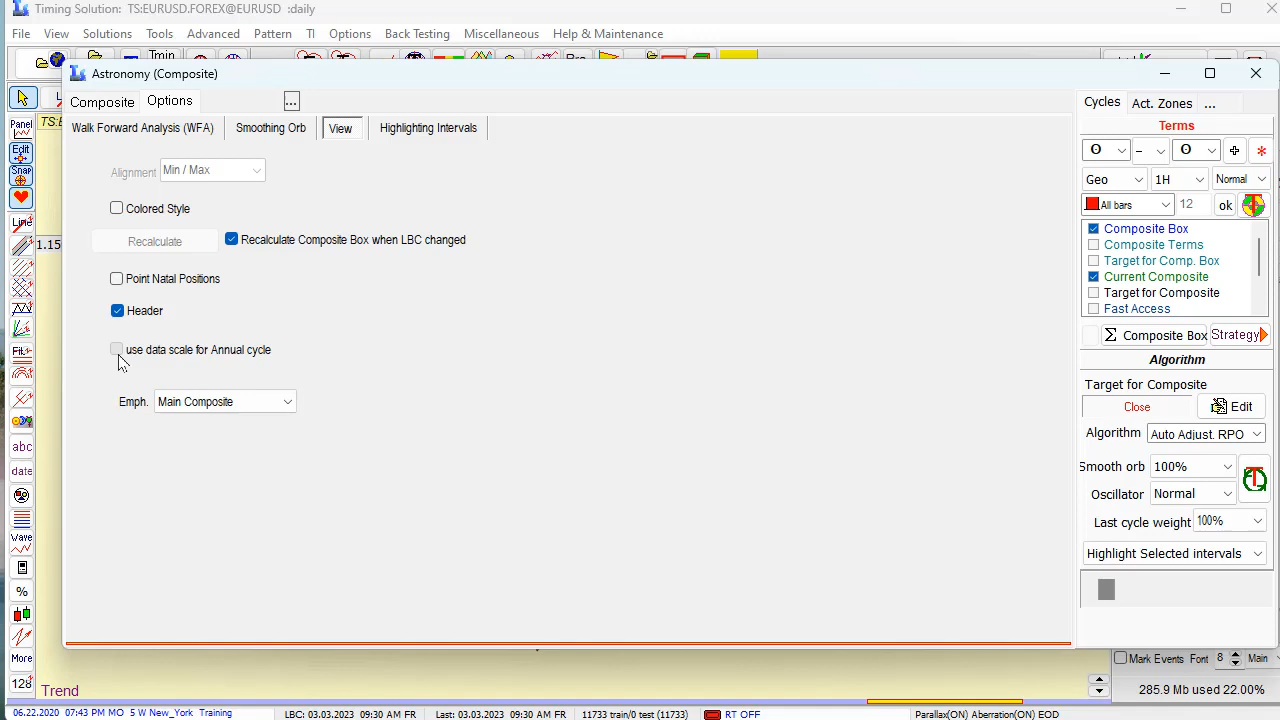 Timing Solution: TS:EURUSD.FOREX@EURUSD :daily
File View Solutions Tools Advanced Pattern TI Options Back Testing Miscellaneous Help & Maintenance
Astronomy (Composite)
Composite Options ...
Walk Forward Analysis (WFA) Smoothing Orb View Highlighting Intervals
Alignment Min / Max
Colored Style
Recalculate Recalculate Composite Box when LBC changed
Point Natal Positions
Header
use data scale for Annual cycle
Emph. Main Composite
Cycles Act. Zones ...
Terms
Geo 1H Normal
All bars 12 ok
Composite Box
Composite Terms
Target for Comp. Box
Current Composite
Target for Composite
Fast Access
Σ Composite Box Strategy
Algorithm
Target for Composite
Close Edit
Algorithm Auto Adjust. RPO
Smooth orb 100%
Oscillator Normal
Last cycle weight 100%
Highlight Selected intervals
Panel
Edit
Snap
Line
1.15
abc
date
Wave
%
More
128
Trend
Mark Events Font 8 Main
285.9 Mb used 22.00%
06.22.2020 07:43 PM MO 5 W New_York Training LBC: 03.03.2023 09:30 AM FR Last: 03.03.2023 09:30 AM FR 11733 train/0 test (11733) RT OFF Parallax(ON) Aberration(ON) EOD